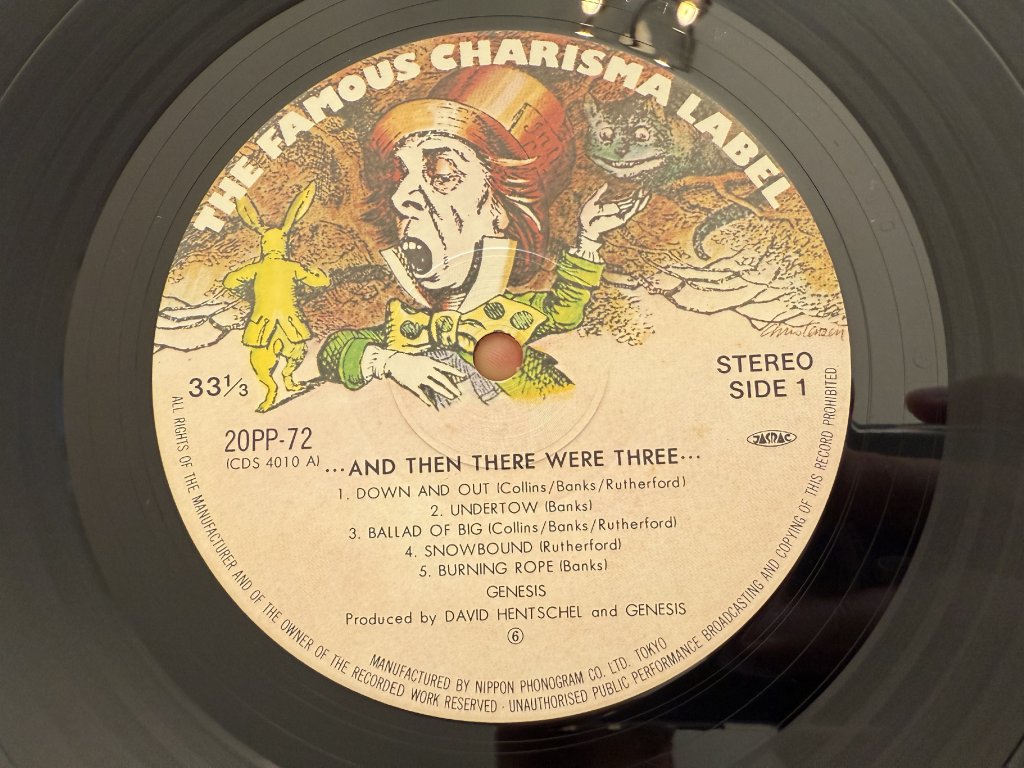 THE FAMOUS CHARISMA LABEL
Christensen
33⅓
STEREO
SIDE 1
20PP-72
(CDS 4010 A)
JASRAC
...AND THEN THERE WERE THREE...
1. DOWN AND OUT (Collins/Banks/Rutherford)
2. UNDERTOW (Banks)
3. BALLAD OF BIG (Collins/Banks/Rutherford)
4. SNOWBOUND (Rutherford)
5. BURNING ROPE (Banks)
GENESIS
Produced by DAVID HENTSCHEL and GENESIS
⑥
MANUFACTURED BY NIPPON PHONOGRAM CO. LTD. TOKYO
ALL RIGHTS OF THE MANUFACTURER AND OF THE OWNER OF THE RECORDED WORK RESERVED · UNAUTHORISED PUBLIC PERFORMANCE BROADCASTING AND COPYING OF THIS RECORD PROHIBITED